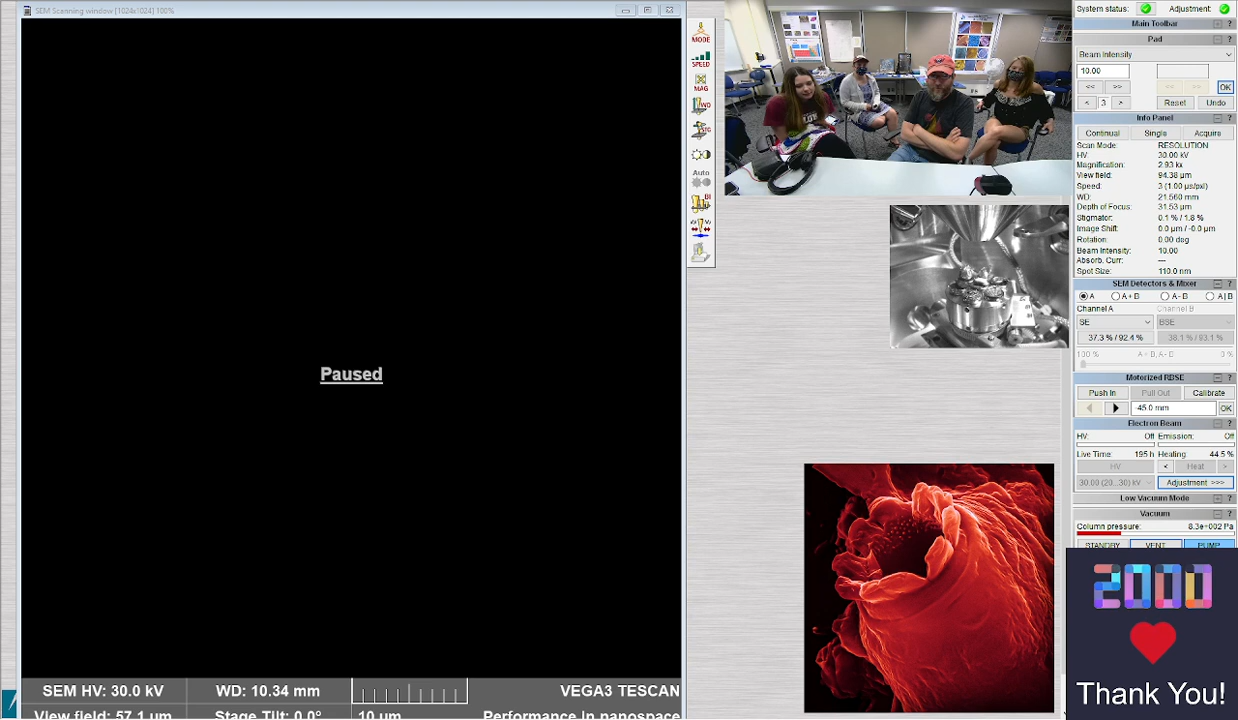 SEM Scanning window [1024x1024] 100%
Paused
SEM HV: 30.0 kV
WD: 10.34 mm
VEGA3 TESCAN
View field: 57.1 µm
Stage Tilt: 0.0°
10 µm
Performance in nanospace
MODE
SPEED
MAG
WD
STG
Auto
BI
System status:
Adjustment:
Main Toolbar
Pad
Beam Intensity
10.00
<< >> << >> OK
< 3 > Reset Undo
Info Panel
Continual Single Acquire
Scan Mode: RESOLUTION
HV: 30.00 kV
Magnification: 2.93 kx
View field: 94.38 µm
Speed: 3 (1.00 µs/pxl)
WD: 21.560 mm
Depth of Focus: 31.53 µm
Stigmator: 0.1 % / 1.8 %
Image Shift: 0.0 µm / -0.0 µm
Rotation: 0.00 deg
Beam Intensity: 10.00
Absorb. Curr: ---
Spot Size: 110.0 nm
SEM Detectors & Mixer
A A+B A-B A|B
Channel A Channel B
SE BSE
37.3 % / 92.4 % 38.1 % / 93.1 %
100 % A+B, A-B 0 %
Motorized RBSE
Push In Pull Out Calibrate
-45.0 mm OK
Electron Beam
HV: Off Emission: Off
Live Time: 195 h Heating: 44.5 %
HV < Heat >
30.00 (20...30) kV Adjustment >>>
Low Vacuum Mode
Vacuum
Column pressure: 8.3e+002 Pa
STANDBY VENT PUMP
2000
Thank You!